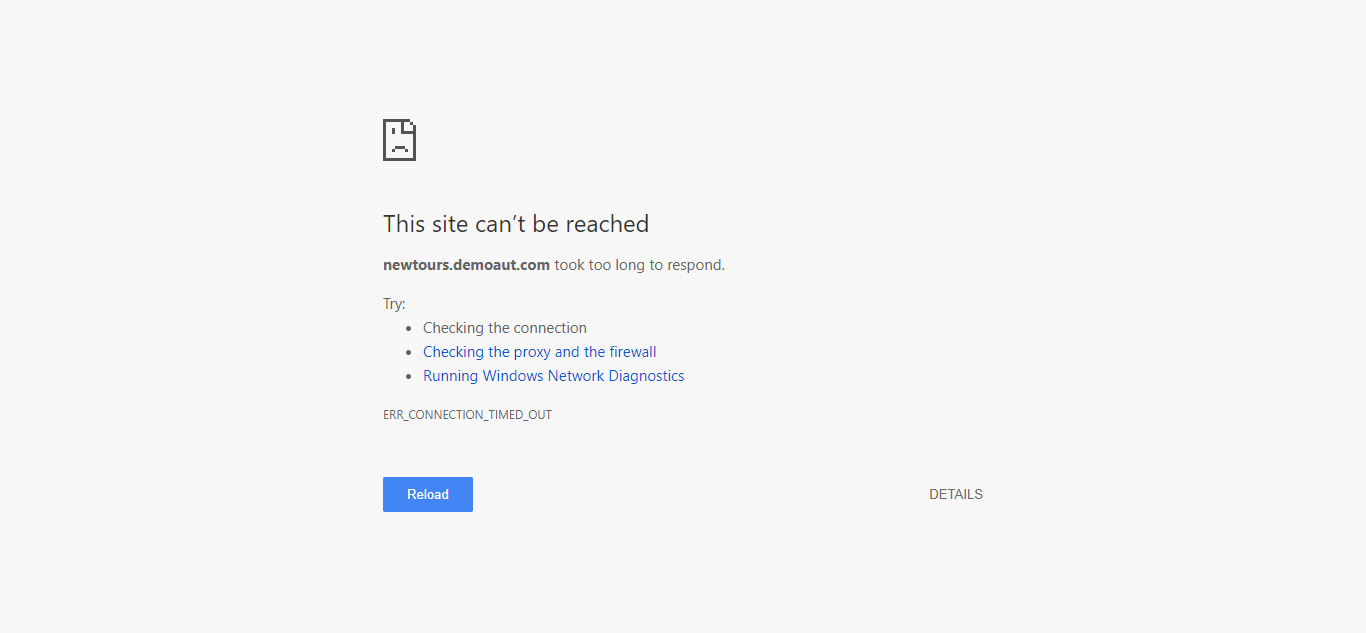 This site can’t be reached
newtours.demoaut.com took too long to respond.
Try:
Checking the connection
Checking the proxy and the firewall
Running Windows Network Diagnostics
ERR_CONNECTION_TIMED_OUT
Reload
DETAILS